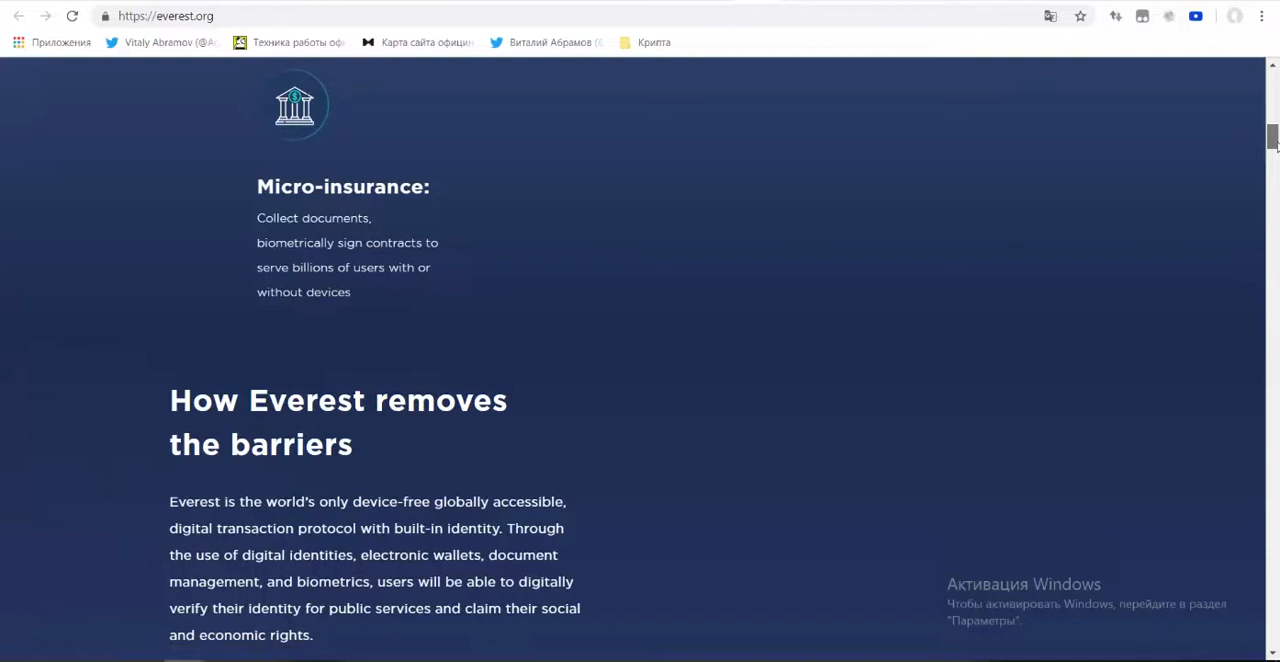 https://everest.org
Приложения
Vitaly Abramov (@Ac
Техника работы офи
Карта сайта официн
Виталий Абрамов (
Крипта
Micro-insurance:
Collect documents,
biometrically sign contracts to
serve billions of users with or
without devices
How Everest removes
the barriers
Everest is the world's only device-free globally accessible,
digital transaction protocol with built-in identity. Through
the use of digital identities, electronic wallets, document
management, and biometrics, users will be able to digitally
verify their identity for public services and claim their social
and economic rights.
Активация Windows
Чтобы активировать Windows, перейдите в раздел
"Параметры".